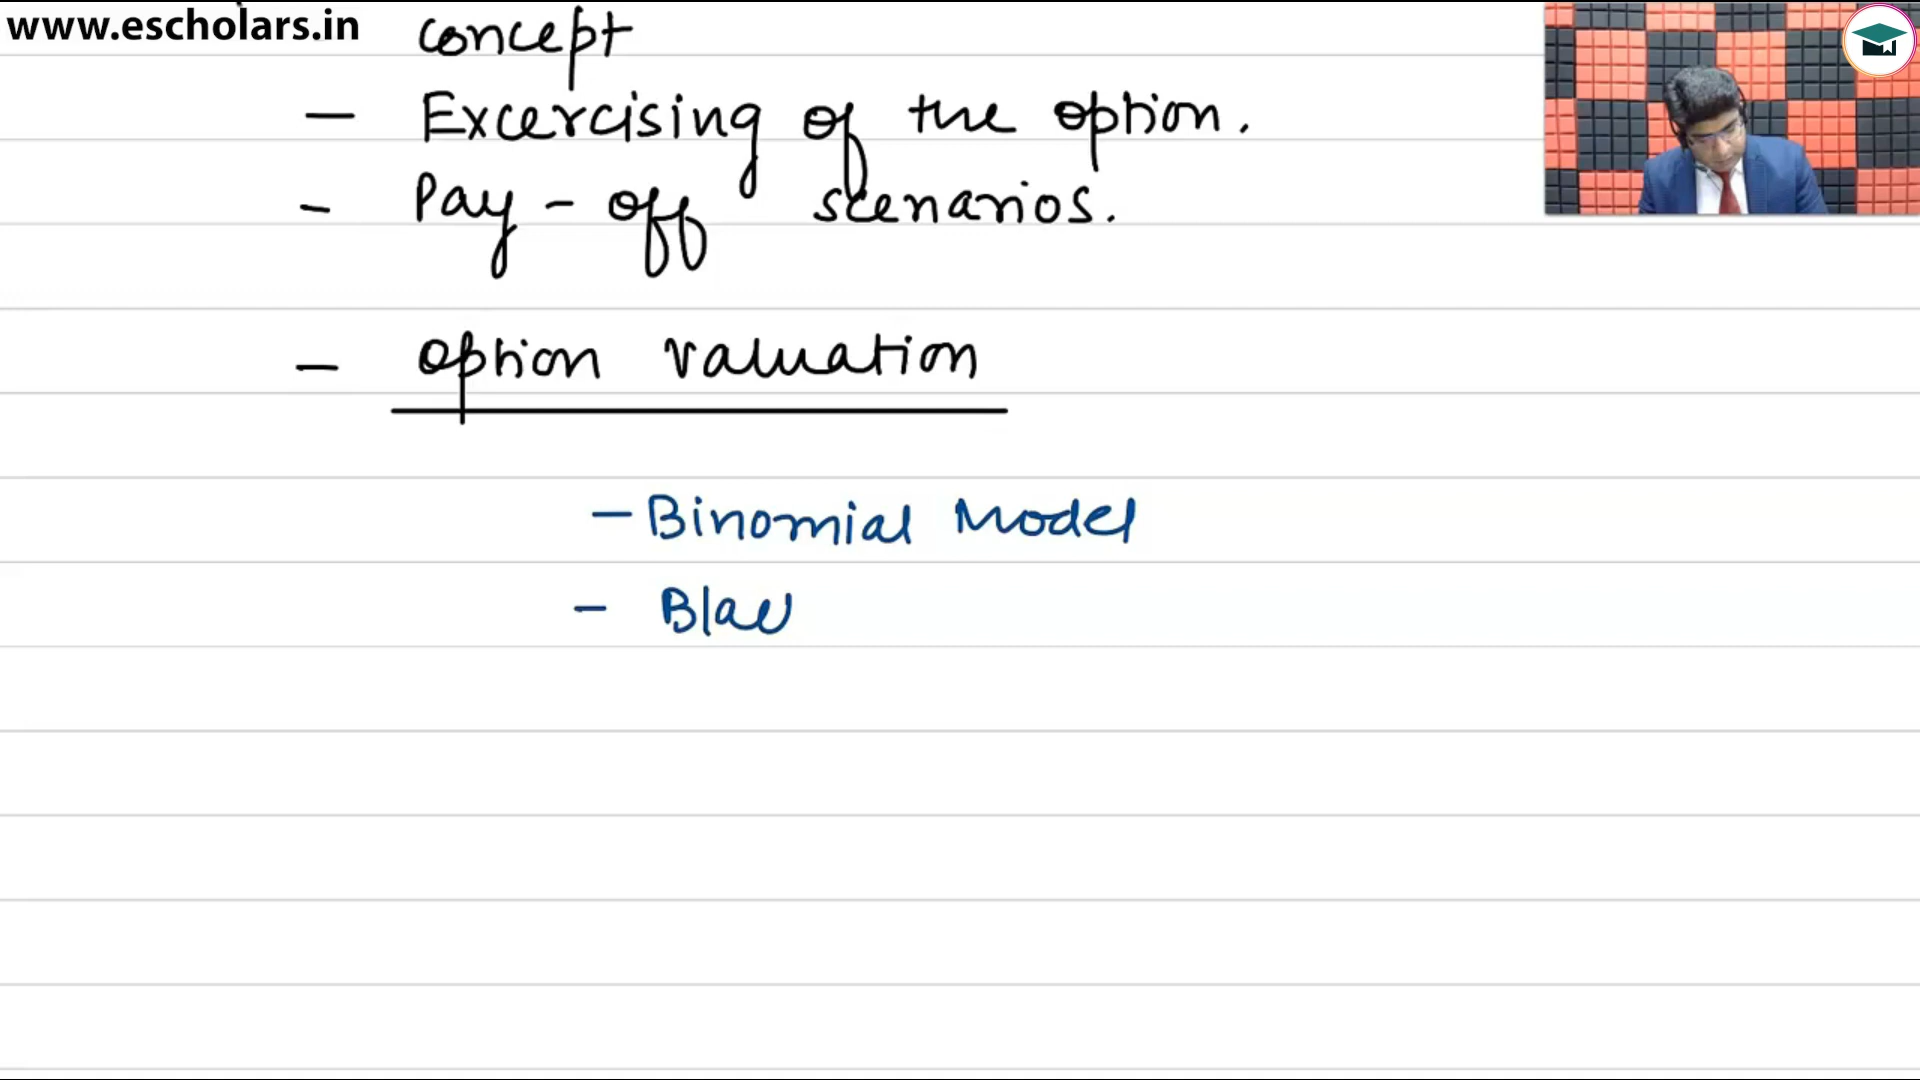 www.escholars.in
concept
- Excercising of the option.
- Pay-off scenarios.
- option valuation
- Binomial Model
- Blac